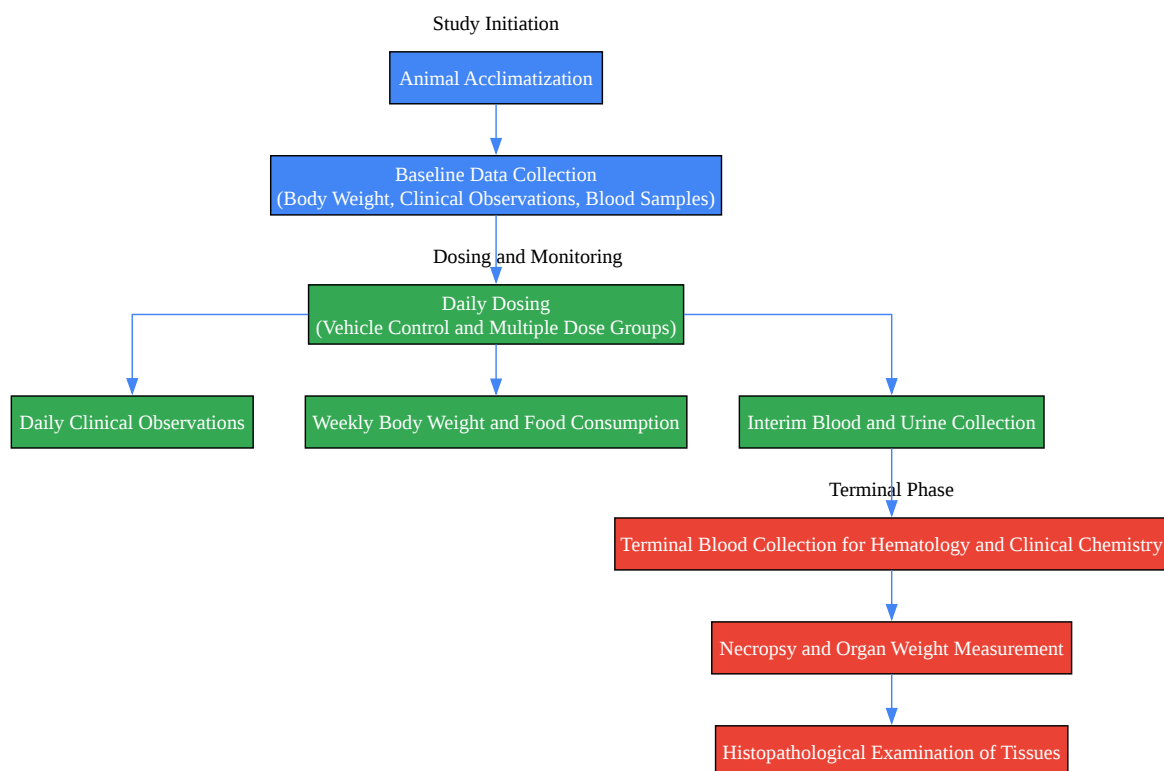 Study Initiation
Animal Acclimatization
Baseline Data Collection
(Body Weight, Clinical Observations, Blood Samples)
Dosing and Monitoring
Daily Dosing
(Vehicle Control and Multiple Dose Groups)
Daily Clinical Observations
Weekly Body Weight and Food Consumption
Interim Blood and Urine Collection
Terminal Phase
Terminal Blood Collection for Hematology and Clinical Chemistry
Necropsy and Organ Weight Measurement
Histopathological Examination of Tissues